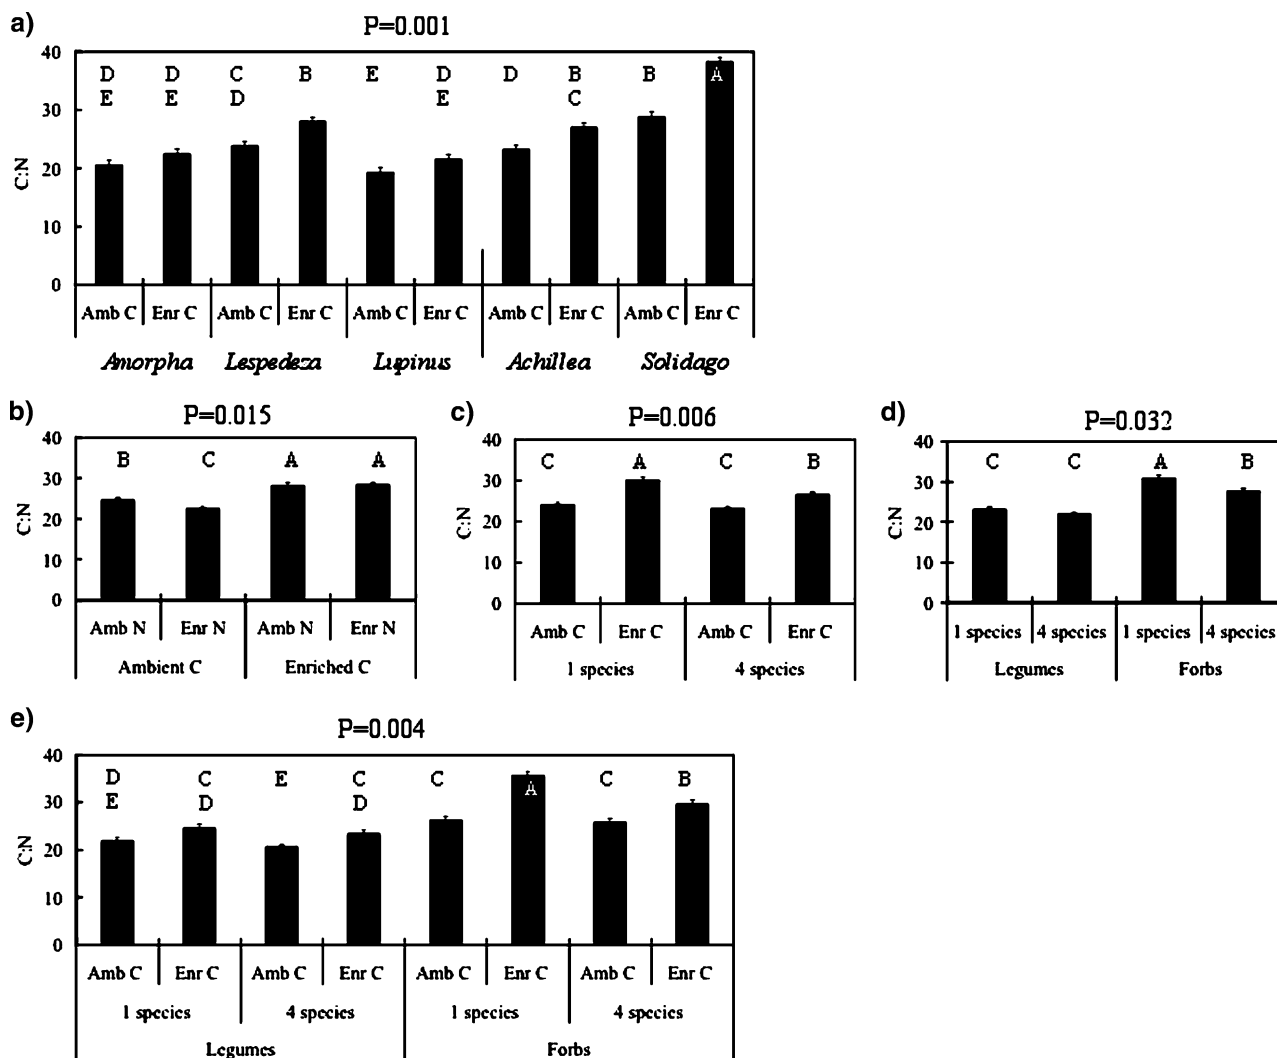 a)
P=0.001
40
D D C B E D D B B A
E E D E C
30
20
C:N
10
0
Amb C Enr C Amb C Enr C Amb C Enr C Amb C Enr C Amb C Enr C
Amorpha Lespedeza Lupinus Achillea Solidago
b)
P=0.015
40
B C A A
30
C:N
20
10
0
Amb N Enr N Amb N Enr N
Ambient C Enriched C
c)
P=0.006
40
C A C B
30
C:N
20
10
0
Amb C Enr C Amb C Enr C
1 species 4 species
d)
P=0.032
40
C C A B
30
C:N
20
10
0
1 species 4 species 1 species 4 species
Legumes Forbs
e)
P=0.004
40
D C E C C A C B
E D D
30
C:N
20
10
0
Amb C Enr C Amb C Enr C Amb C Enr C Amb C Enr C
1 species 4 species 1 species 4 species
Legumes Forbs